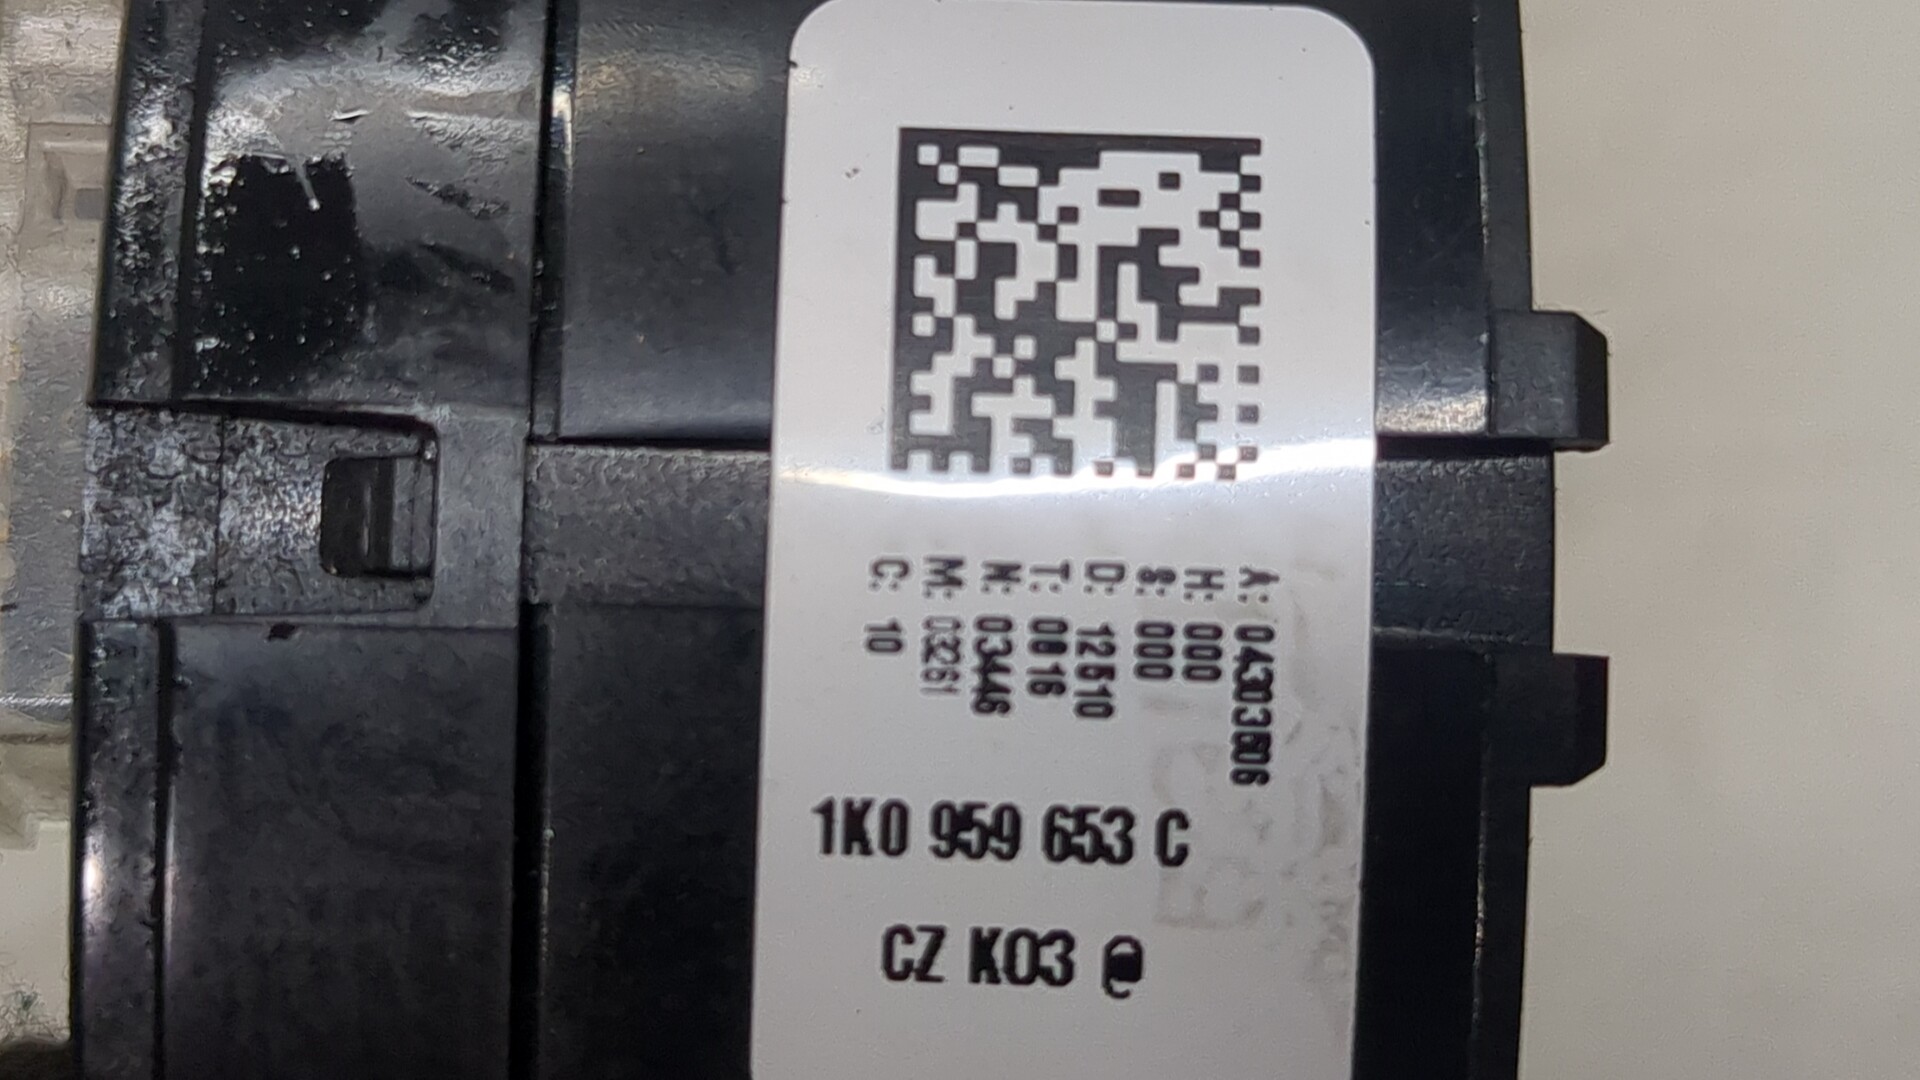 A: 04303606
H: 000
S: 000
D: 12510
T: 0816
N: 03446
M: 03261
C: 10
1K0 959 653 C
CZ K03